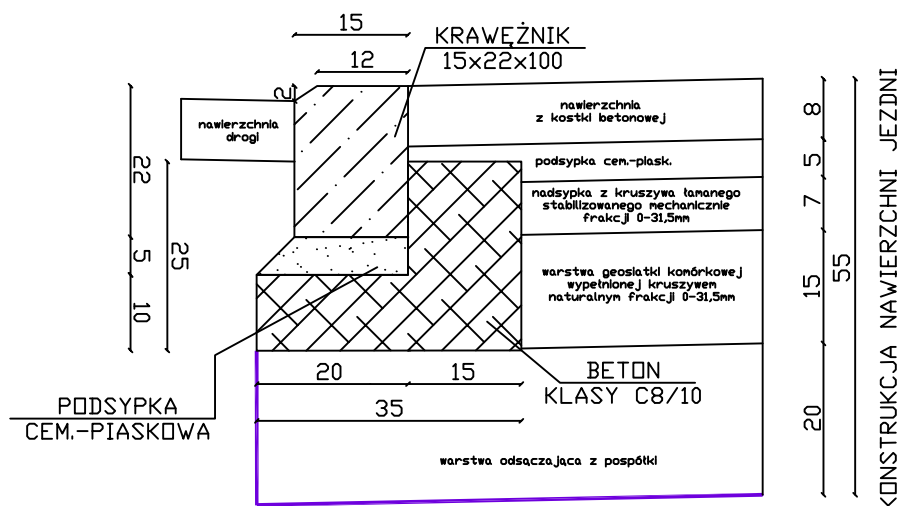 15
KRAWĘŻNIK
15x22x100
12
2
nawierzchnia
drogi
nawierzchnia
z kostki betonowej
8
podsypka cem.-piask.
5
nadsypka z kruszywa łamanego
stabilizowanego mechanicznie
frakcji 0-31,5mm
7
22
5
10
25
warstwa geosiatki komórkowej
wypełnionej kruszywem
naturalnym frakcji 0-31,5mm
15
55
KONSTRUKCJA NAWIERZCHNI JEZDNI
20
15
35
BETON
KLASY C8/10
PODSYPKA
CEM.-PIASKOWA
20
warstwa odsączająca z pospółki